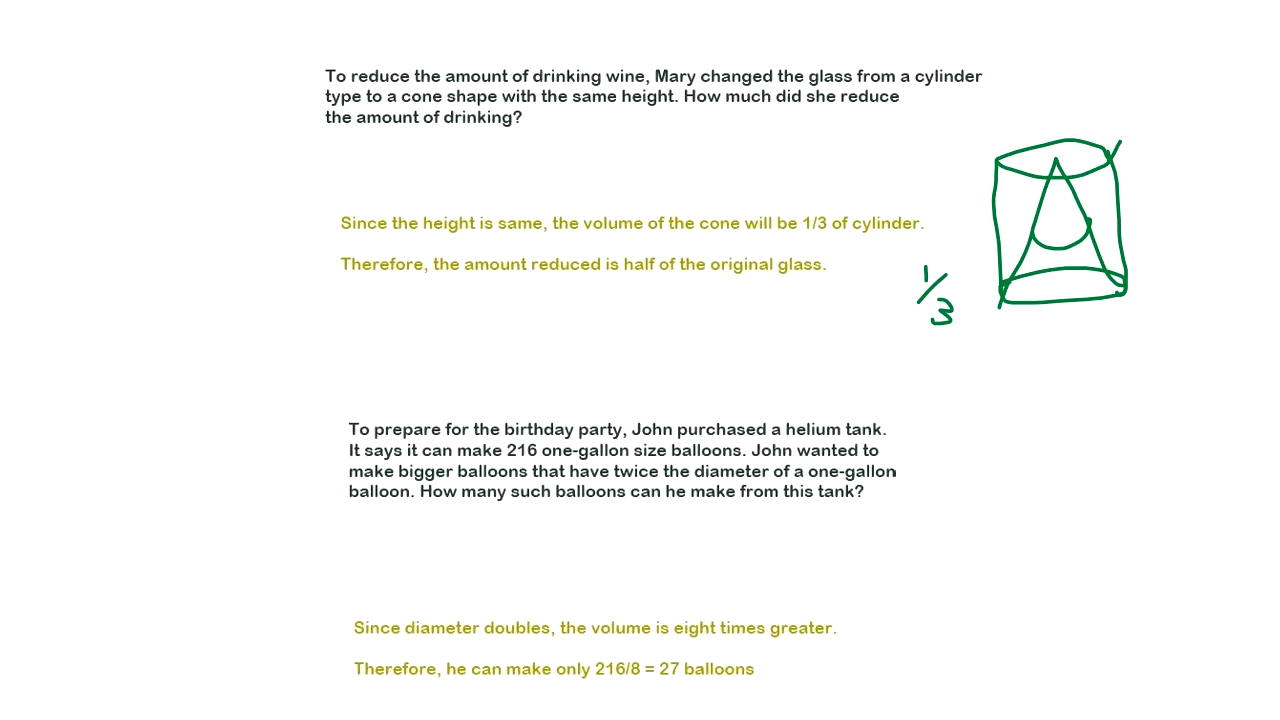 To reduce the amount of drinking wine, Mary changed the glass from a cylinder
type to a cone shape with the same height. How much did she reduce
the amount of drinking?
Since the height is same, the volume of the cone will be 1/3 of cylinder.
Therefore, the amount reduced is half of the original glass.
1/3
To prepare for the birthday party, John purchased a helium tank.
It says it can make 216 one-gallon size balloons. John wanted to
make bigger balloons that have twice the diameter of a one-gallon
balloon. How many such balloons can he make from this tank?
Since diameter doubles, the volume is eight times greater.
Therefore, he can make only 216/8 = 27 balloons